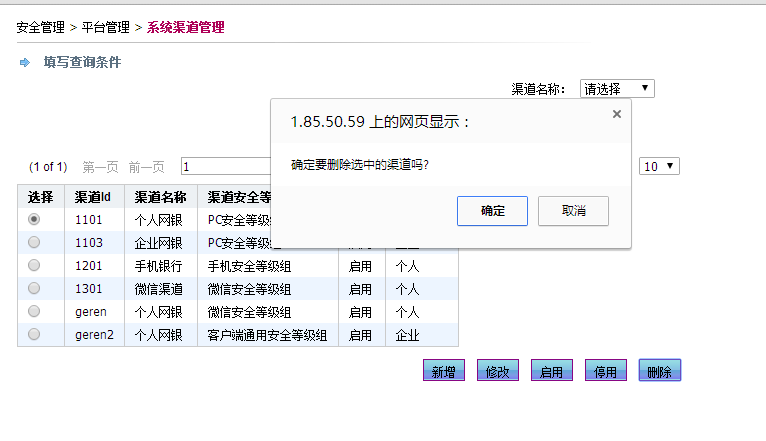 安全管理 > 平台管理 > 系统渠道管理
填写查询条件
渠道名称： 请选择
1.85.50.59 上的网页显示：
确定要删除选中的渠道吗?
确定 取消
(1 of 1) 第一页 前一页 1 10
选择 渠道Id 渠道名称 渠道安全等
1101 个人网银 PC安全等级组
1103 企业网银 PC安全等级组
1201 手机银行 手机安全等级组 启用 个人
1301 微信渠道 微信安全等级组 启用 个人
geren 个人网银 微信安全等级组 启用 个人
geren2 个人网银 客户端通用安全等级组 启用 企业
新增 修改 启用 停用 删除